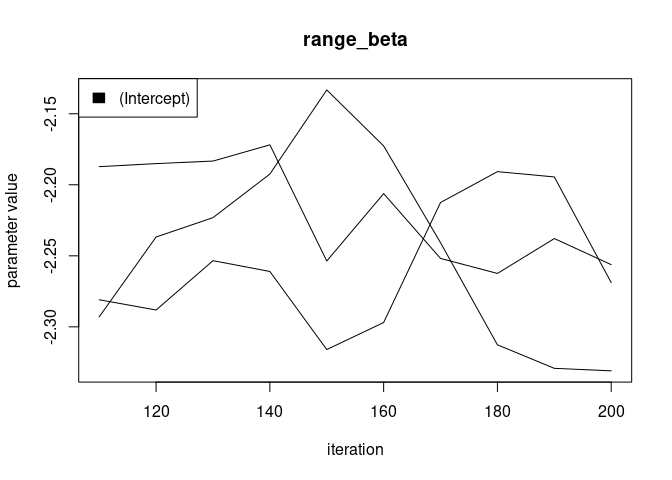 range_beta
(Intercept)
parameter value
-2.15
-2.20
-2.25
-2.30
120 140 160 180 200
iteration